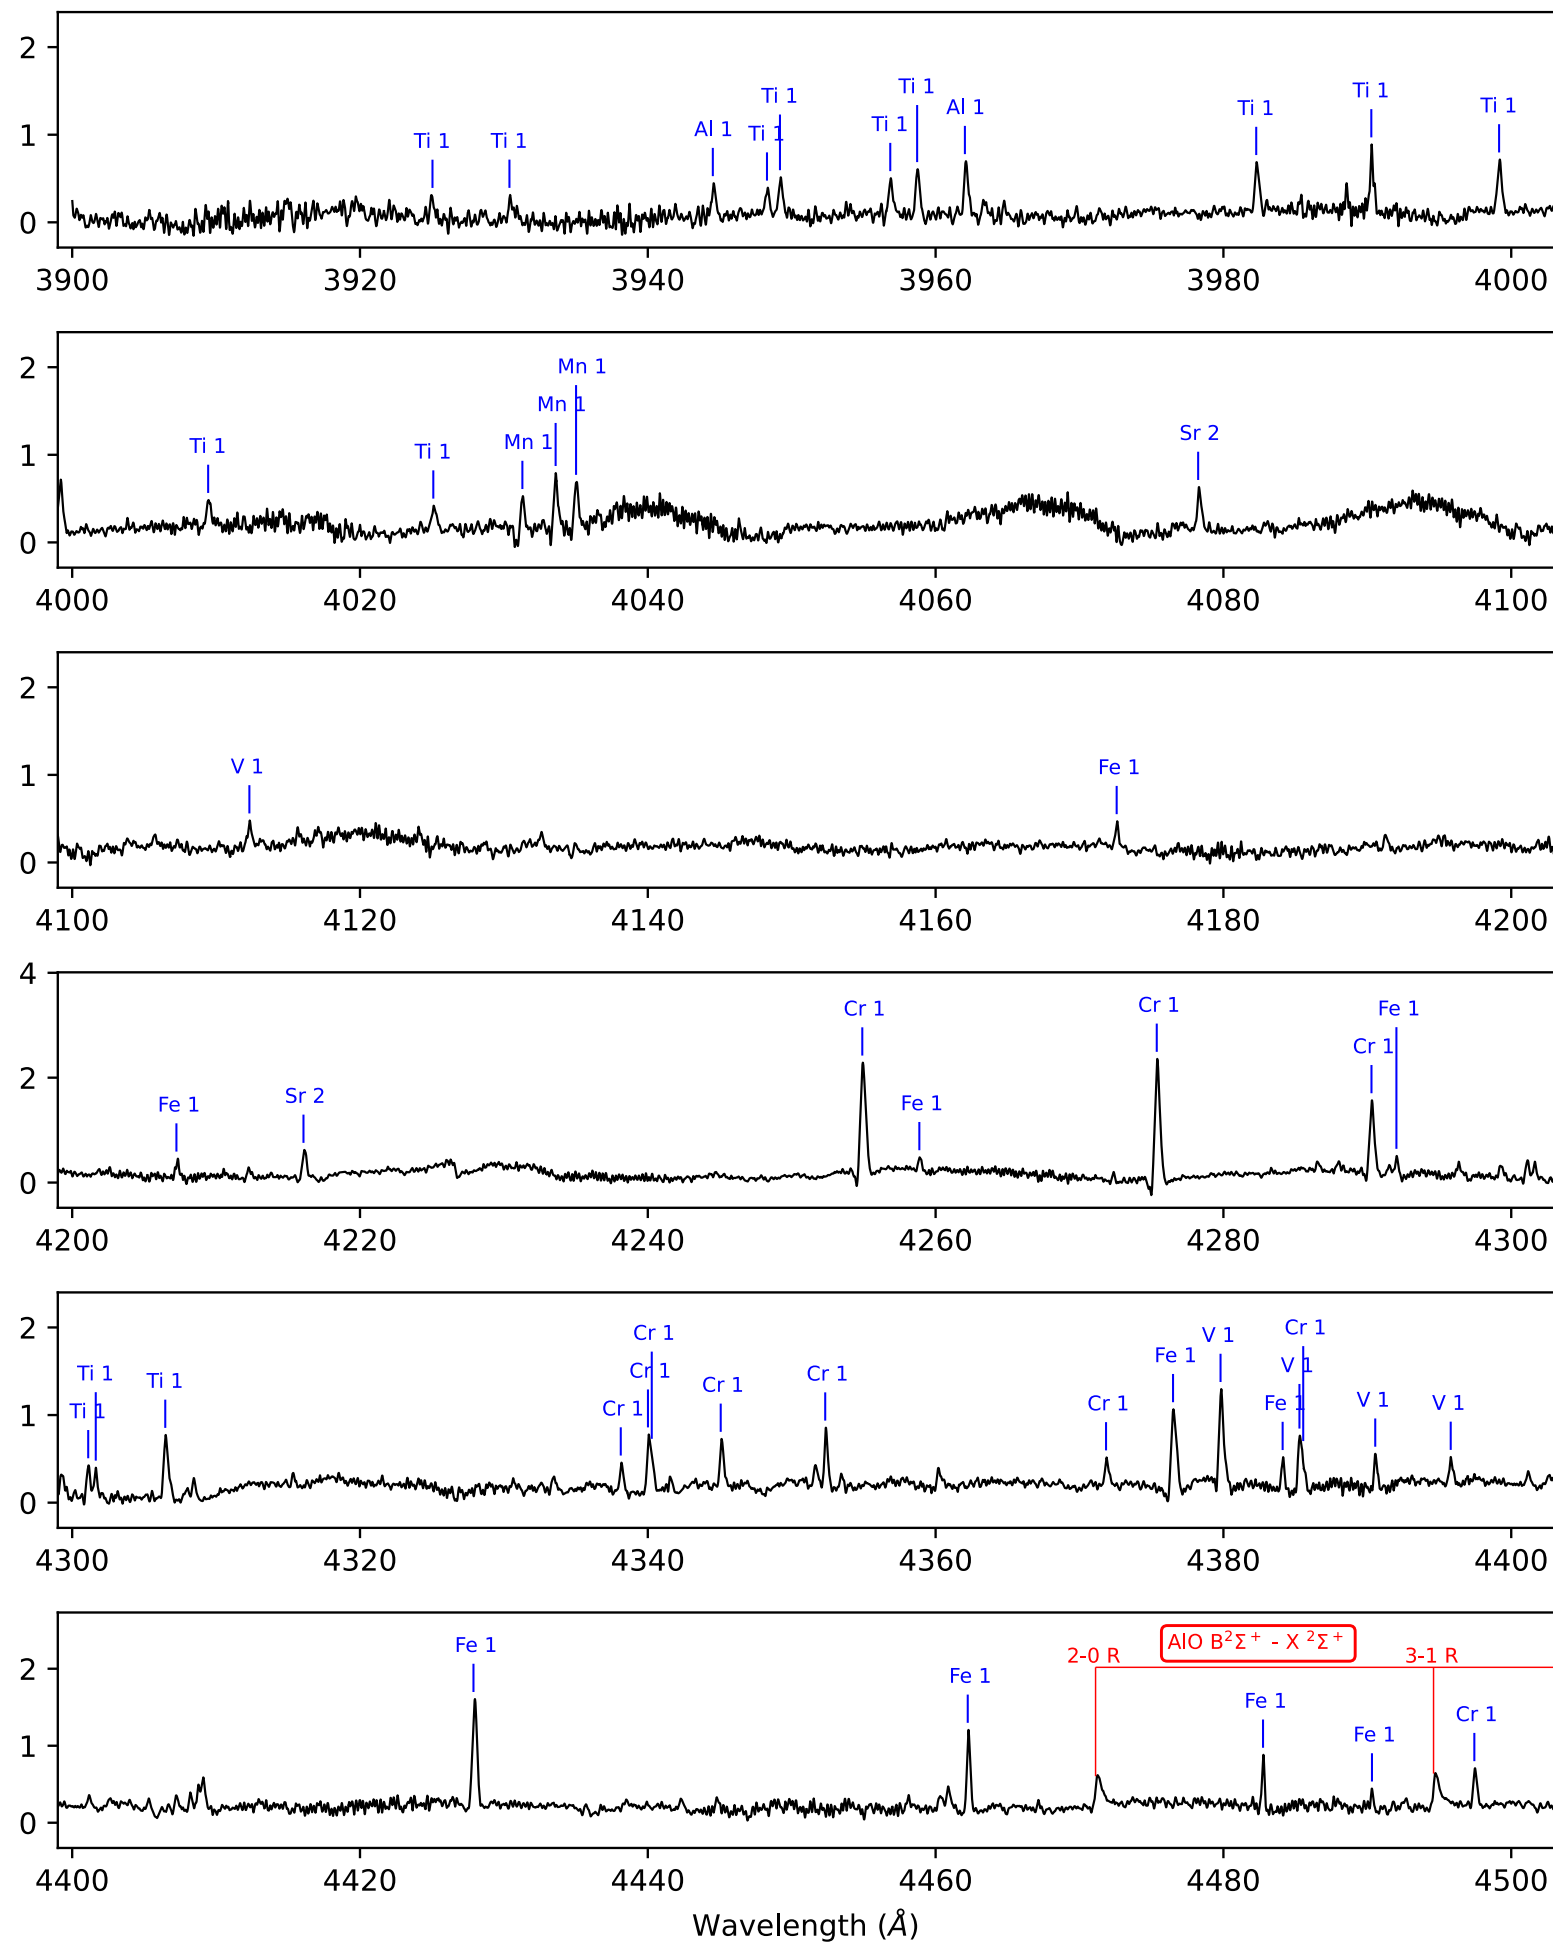 2
Ti 1
Ti 1
Ti 1
Ti 1
Al 1
Ti 1
Ti 1
Ti 1
Al 1
Ti 1
Ti 1
1
0
3900
3920
3940
3960
3980
4000
2
Mn 1
Mn 1
Mn 1
Sr 2
Ti 1
Ti 1
1
0
4000
4020
4040
4060
4080
4100
2
V 1
Fe 1
1
0
4100
4120
4140
4160
4180
4200
4
Cr 1
Cr 1
Fe 1
Cr 1
2
Fe 1
Sr 2
Fe 1
0
4200
4220
4240
4260
4280
4300
2
Cr 1
V 1
Cr 1
Ti 1
Ti 1
Cr 1
Cr 1
Cr 1
Fe 1
V 1
Ti 1
Cr 1
Cr 1
Fe 1
V 1
V 1
1
0
4300
4320
4340
4360
4380
4400
AlO B²Σ⁺ - X ²Σ⁺
2-0 R
3-1 R
Fe 1
2
Fe 1
Fe 1
Fe 1
Cr 1
1
0
4400
4420
4440
4460
4480
4500
Wavelength (Å)